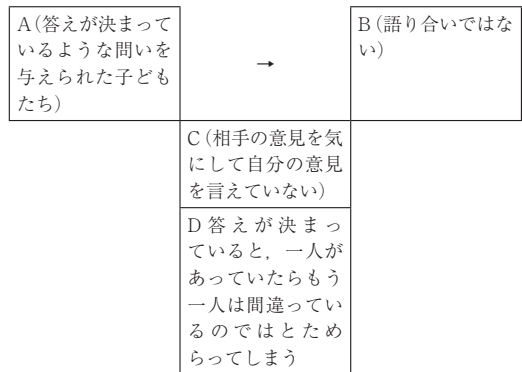 A(答えが決まって
いるような問いを
与えられた子ども
たち)
→
B(語り合いではな
い)
C(相手の意見を気
にして自分の意見
を言えていない)
D 答えが決まっ
ていると，一人が
あっていたらもう
一人は間違ってい
るのではとため
らってしまう